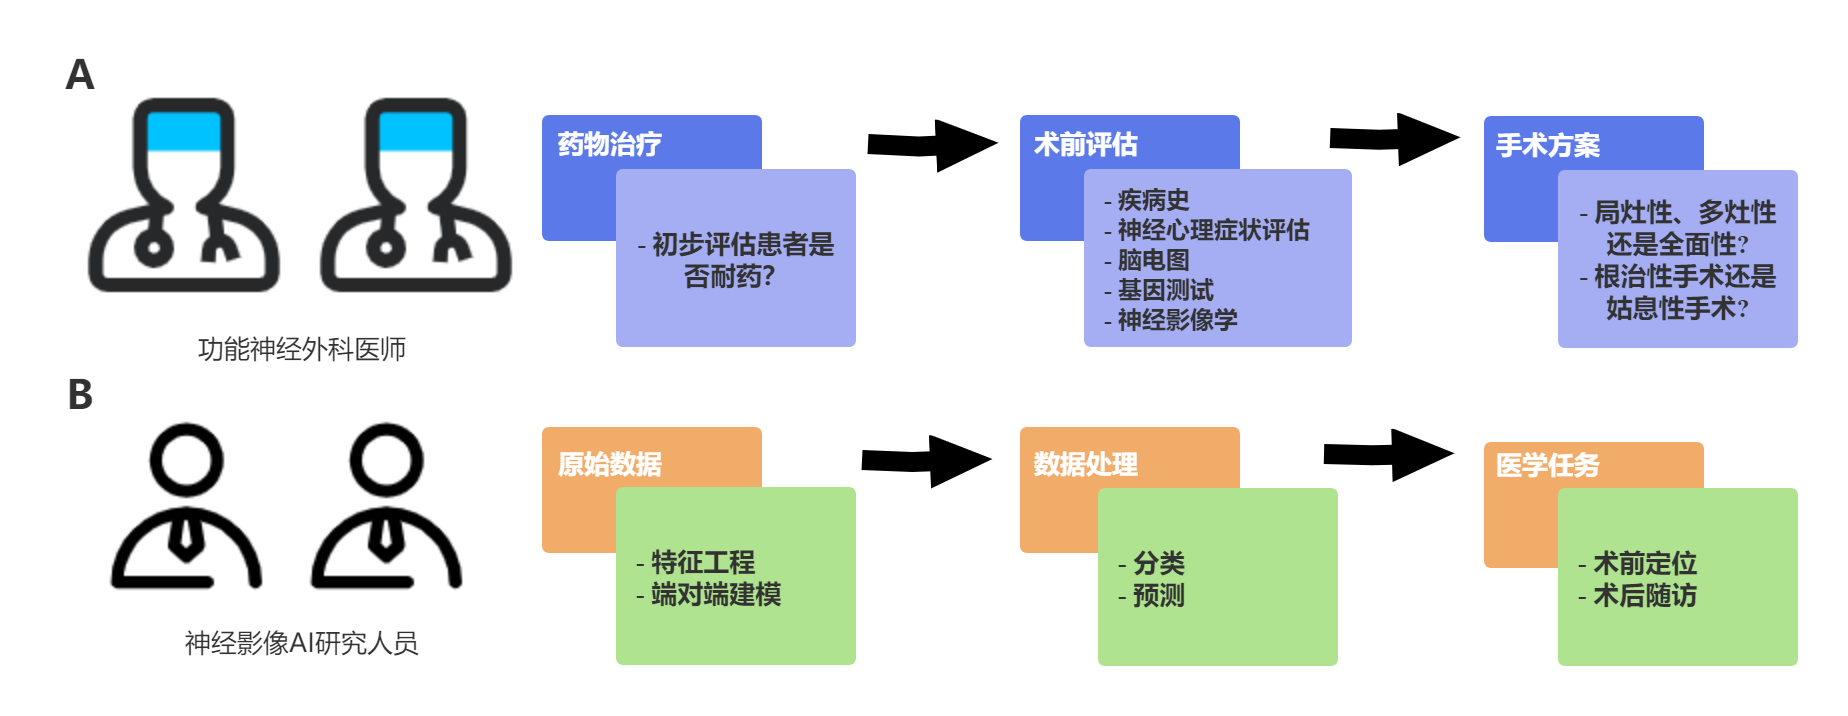 A
药物治疗
- 初步评估患者是
否耐药?
术前评估
- 疾病史
- 神经心理症状评估
- 脑电图
- 基因测试
- 神经影像学
手术方案
- 局灶性、多灶性
还是全面性?
- 根治性手术还是
姑息性手术?
功能神经外科医师
B
原始数据
- 特征工程
- 端对端建模
数据处理
- 分类
- 预测
医学任务
- 术前定位
- 术后随访
神经影像AI研究人员